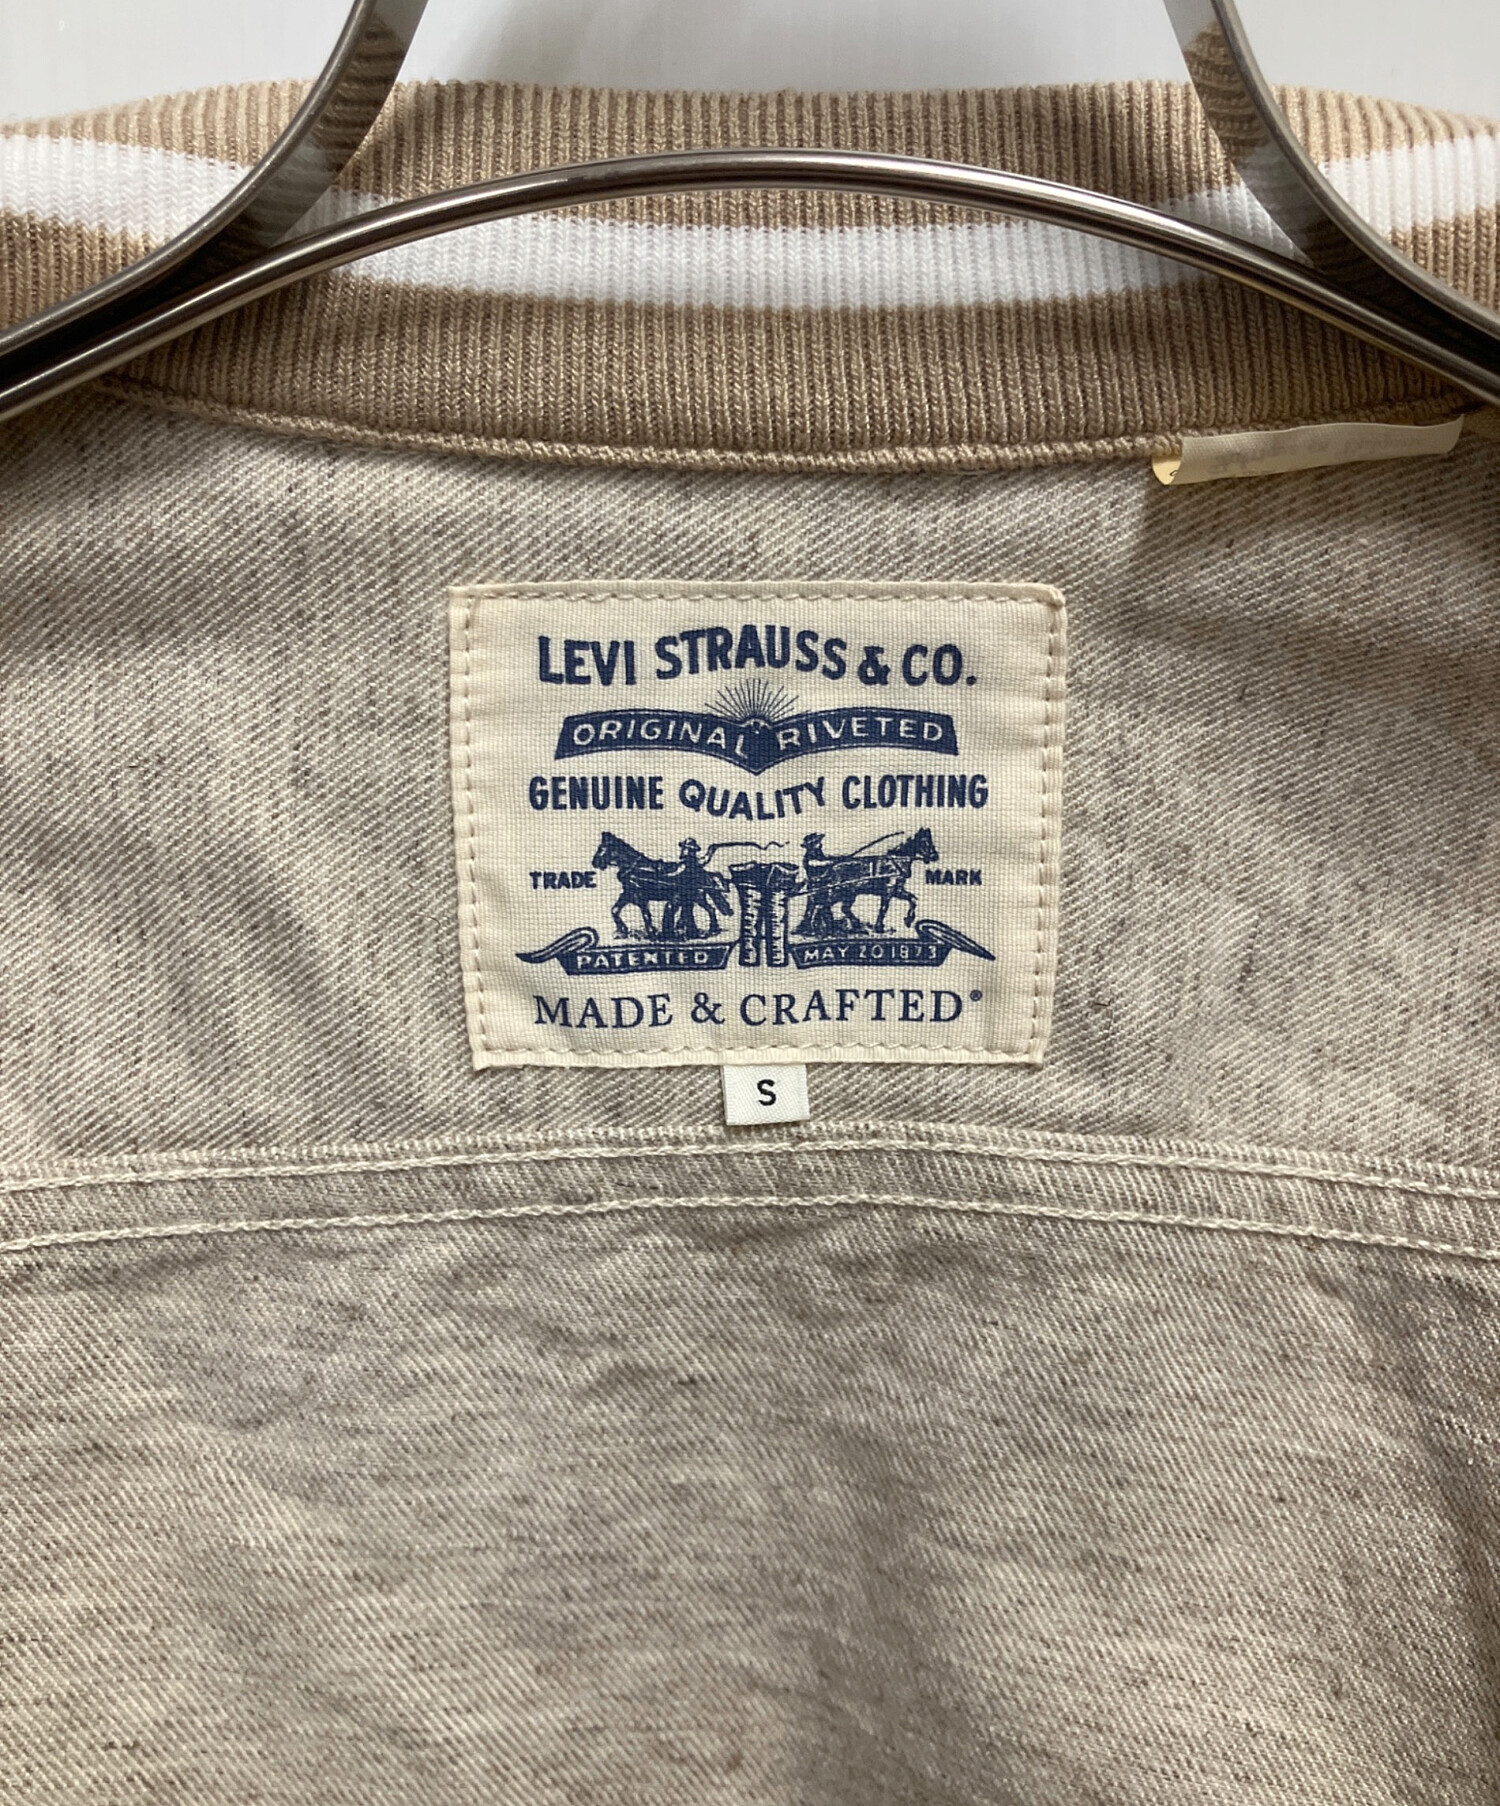 LEVI STRAUSS & CO.
ORIGINAL RIVETED
GENUINE QUALITY CLOTHING
TRADE MARK
PATENTED MAY 20 1873
MADE & CRAFTED®
S